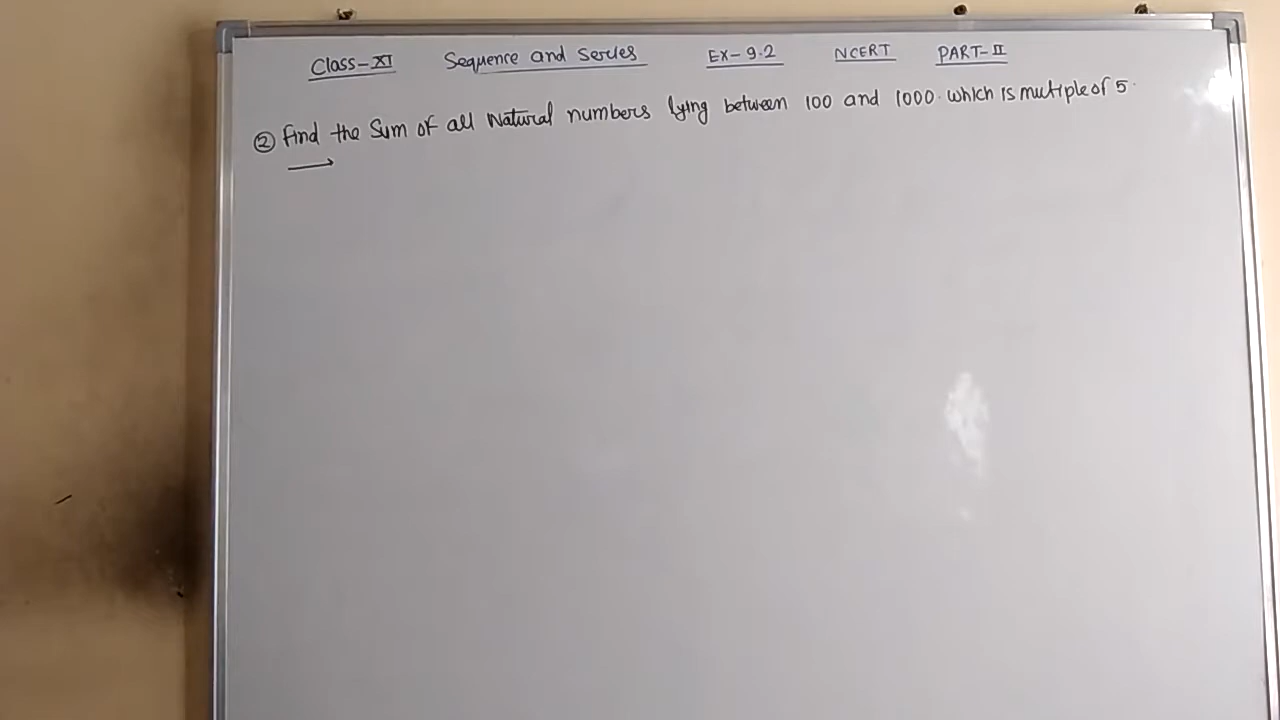 Class-XI Sequence and Series Ex-9.2 NCERT PART-II
② Find the Sum of all Natural numbers lying between 100 and 1000. which is mutiple of 5.